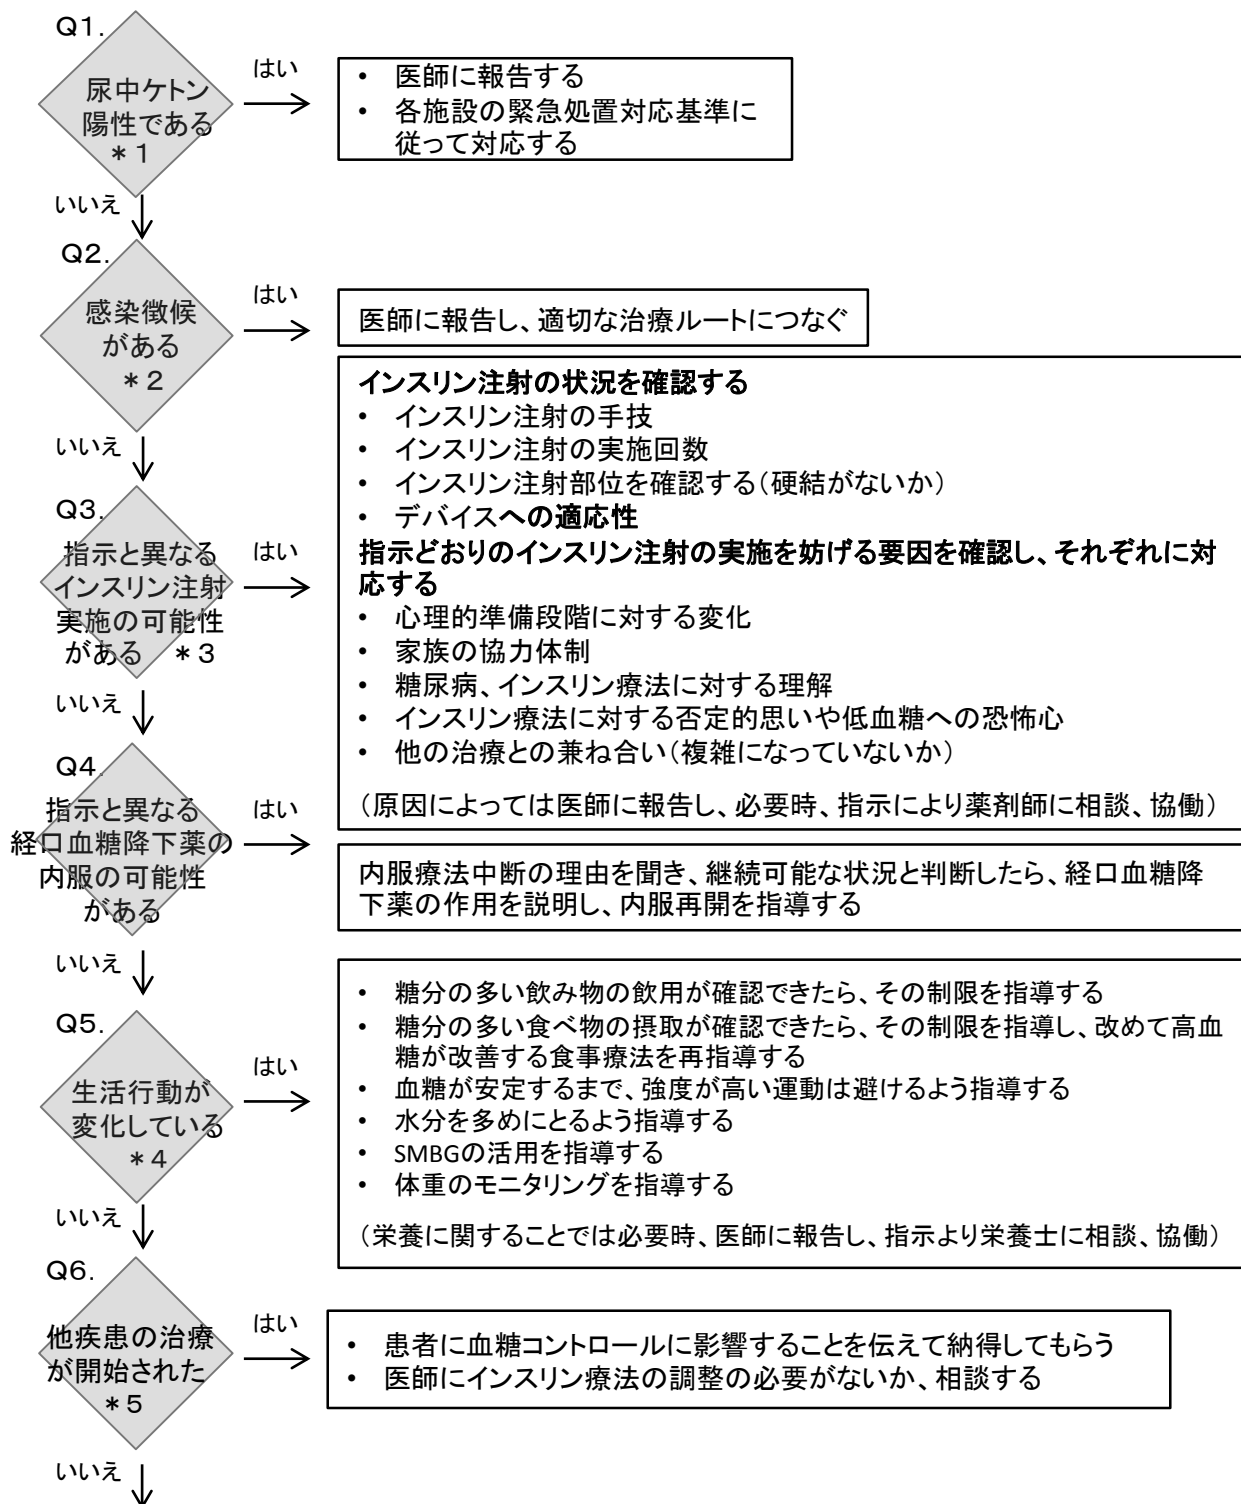 Q1.
尿中ケトン
陽性である
＊1
はい
• 医師に報告する
• 各施設の緊急処置対応基準に
従って対応する
いいえ
Q2.
感染徴候
がある
＊2
はい
医師に報告し、適切な治療ルートにつなぐ
いいえ
Q3.
指示と異なる
インスリン注射
実施の可能性
がある ＊3
はい
インスリン注射の状況を確認する
• インスリン注射の手技
• インスリン注射の実施回数
• インスリン注射部位を確認する(硬結がないか)
• デバイスへの適応性
指示どおりのインスリン注射の実施を妨げる要因を確認し、それぞれに対
応する
• 心理的準備段階に対する変化
• 家族の協力体制
• 糖尿病、インスリン療法に対する理解
• インスリン療法に対する否定的思いや低血糖への恐怖心
• 他の治療との兼ね合い(複雑になっていないか)
(原因によっては医師に報告し、必要時、指示により薬剤師に相談、協働)
いいえ
Q4.
指示と異なる
経口血糖降下薬の
内服の可能性
がある
はい
内服療法中断の理由を聞き、継続可能な状況と判断したら、経口血糖降
下薬の作用を説明し、内服再開を指導する
いいえ
Q5.
生活行動が
変化している
＊4
はい
• 糖分の多い飲み物の飲用が確認できたら、その制限を指導する
• 糖分の多い食べ物の摂取が確認できたら、その制限を指導し、改めて高血
糖が改善する食事療法を再指導する
• 血糖が安定するまで、強度が高い運動は避けるよう指導する
• 水分を多めにとるよう指導する
• SMBGの活用を指導する
• 体重のモニタリングを指導する
(栄養に関することでは必要時、医師に報告し、指示より栄養士に相談、協働)
いいえ
Q6.
他疾患の治療
が開始された
＊5
はい
• 患者に血糖コントロールに影響することを伝えて納得してもらう
• 医師にインスリン療法の調整の必要がないか、相談する
いいえ